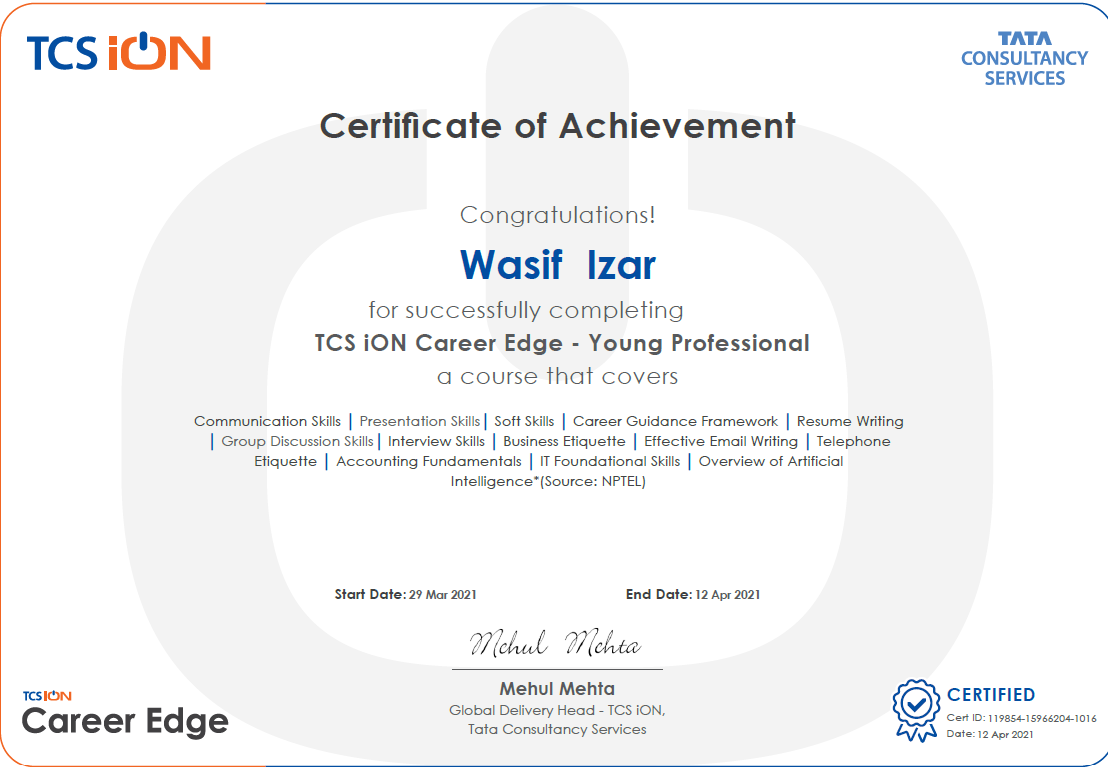 TCS iON
TATA
CONSULTANCY
SERVICES
Certificate of Achievement
Congratulations!
Wasif Izar
for successfully completing
TCS iON Career Edge - Young Professional
a course that covers
Communication Skills | Presentation Skills | Soft Skills | Career Guidance Framework | Resume Writing
| Group Discussion Skills | Interview Skills | Business Etiquette | Effective Email Writing | Telephone
Etiquette | Accounting Fundamentals | IT Foundational Skills | Overview of Artificial
Intelligence*(Source: NPTEL)
Start Date: 29 Mar 2021
End Date: 12 Apr 2021
Mehul Mehta
Mehul Mehta
Global Delivery Head - TCS iON,
Tata Consultancy Services
TCS iON
Career Edge
CERTIFIED
Cert ID: 119854-15966204-1016
Date: 12 Apr 2021